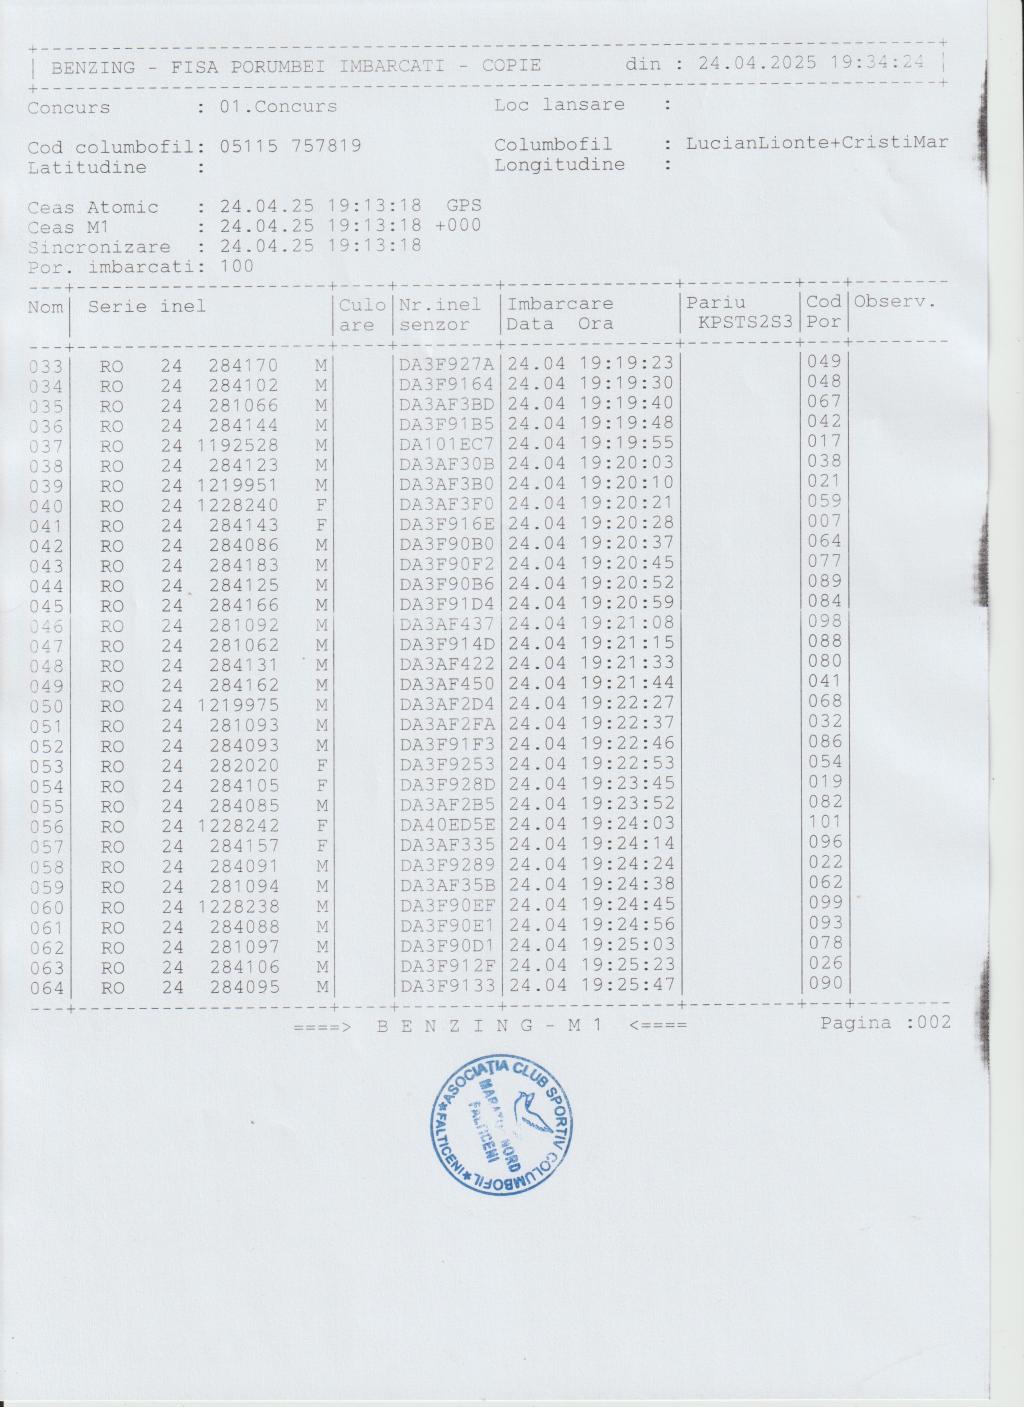 BENZING - FISA PORUMBEI IMBARCATI - COPIE din : 24.04.2025 19:34:24
Concurs : 01.Concurs Loc lansare :
Cod columbofil: 05115 757819 Columbofil : LucianLionte+CristiMar
Latitudine : Longitudine :
Ceas Atomic : 24.04.25 19:13:18 GPS
Ceas M1 : 24.04.25 19:13:18 +000
Sincronizare : 24.04.25 19:13:18
Por. imbarcati: 100
Nom| Serie inel |Culo|Nr.inel |Imbarcare |Pariu |Cod|Observ.
| |are |senzor |Data Ora | KPSTS2S3|Por|
033| RO 24 284170 M| |DA3F927A|24.04 19:19:23| |049|
034| RO 24 284102 M| |DA3F9164|24.04 19:19:30| |048|
035| RO 24 281066 M| |DA3AF3BD|24.04 19:19:40| |067|
036| RO 24 284144 M| |DA3F91B5|24.04 19:19:48| |042|
037| RO 24 1192528 M| |DA101EC7|24.04 19:19:55| |017|
038| RO 24 284123 M| |DA3AF30B|24.04 19:20:03| |038|
039| RO 24 1219951 M| |DA3AF3B0|24.04 19:20:10| |021|
040| RO 24 1228240 F| |DA3AF3F0|24.04 19:20:21| |059|
041| RO 24 284143 F| |DA3F916E|24.04 19:20:28| |007|
042| RO 24 284086 M| |DA3F90B0|24.04 19:20:37| |064|
043| RO 24 284183 M| |DA3F90F2|24.04 19:20:45| |077|
044| RO 24 284125 M| |DA3F90B6|24.04 19:20:52| |089|
045| RO 24 284166 M| |DA3F91D4|24.04 19:20:59| |084|
046| RO 24 281092 M| |DA3AF437|24.04 19:21:08| |098|
047| RO 24 281062 M| |DA3F914D|24.04 19:21:15| |088|
048| RO 24 284131 M| |DA3AF422|24.04 19:21:33| |080|
049| RO 24 284162 M| |DA3AF450|24.04 19:21:44| |041|
050| RO 24 1219975 M| |DA3AF2D4|24.04 19:22:27| |068|
051| RO 24 281093 M| |DA3AF2FA|24.04 19:22:37| |032|
052| RO 24 284093 M| |DA3F91F3|24.04 19:22:46| |086|
053| RO 24 282020 F| |DA3F9253|24.04 19:22:53| |054|
054| RO 24 284105 F| |DA3F928D|24.04 19:23:45| |019|
055| RO 24 284085 M| |DA3AF2B5|24.04 19:23:52| |082|
056| RO 24 1228242 F| |DA40ED5E|24.04 19:24:03| |101|
057| RO 24 284157 F| |DA3AF335|24.04 19:24:14| |096|
058| RO 24 284091 M| |DA3F9289|24.04 19:24:24| |022|
059| RO 24 281094 M| |DA3AF35B|24.04 19:24:38| |062|
060| RO 24 1228238 M| |DA3F90EF|24.04 19:24:45| |099|
061| RO 24 284088 M| |DA3F90E1|24.04 19:24:56| |093|
062| RO 24 281097 M| |DA3F90D1|24.04 19:25:03| |078|
063| RO 24 284106 M| |DA3F912F|24.04 19:25:23| |026|
064| RO 24 284095 M| |DA3F9133|24.04 19:25:47| |090|
====> B E N Z I N G - M 1 <==== Pagina :002
ASOCIAȚIA CLUB SPORTIV COLUMBOFIL ★ FALTICENI ★
NORD
FALTICENI